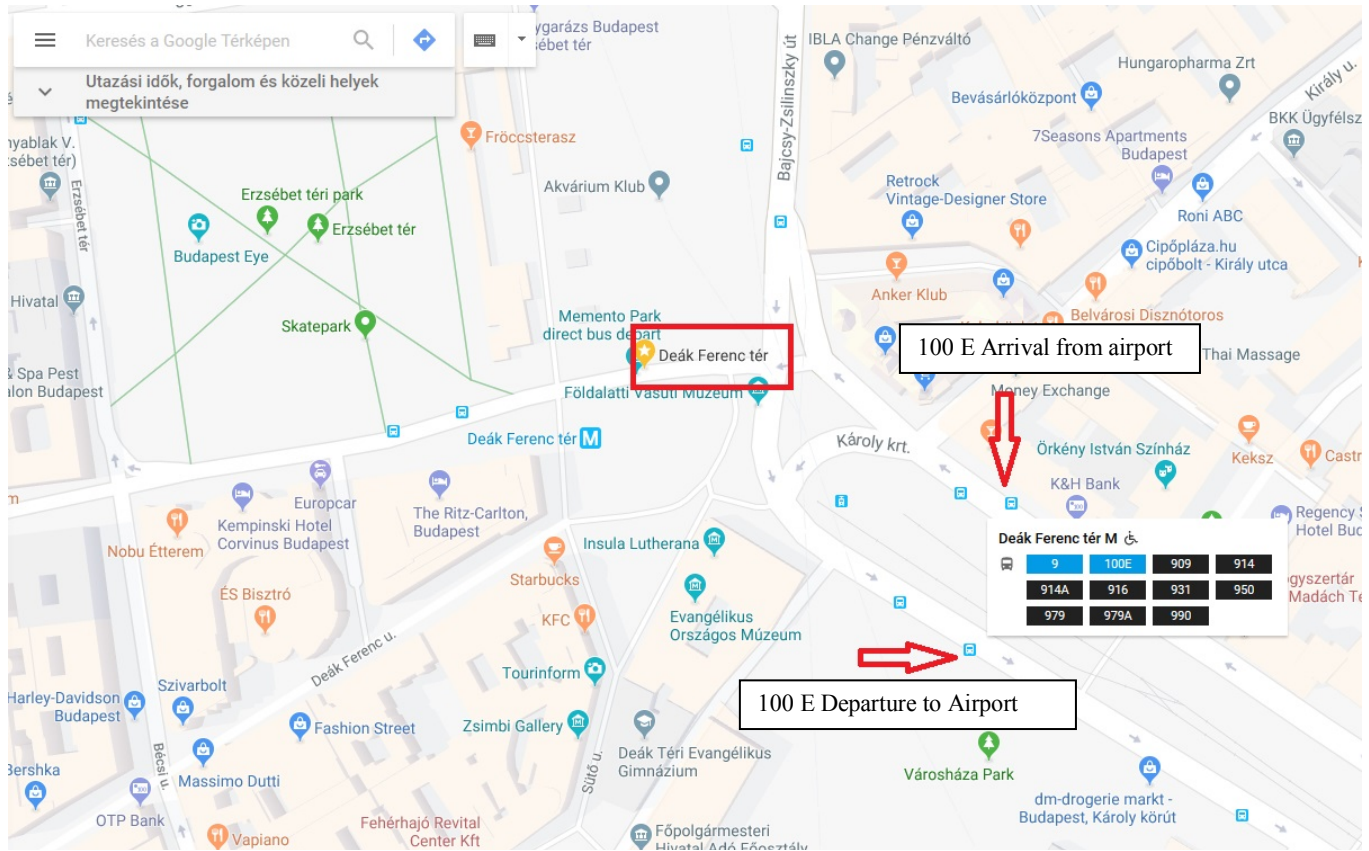 ygarázs Budapest
sébet tér
Keresés a Google Térképen
Utazási idők, forgalom és közeli helyek
megtekintése
IBLA Change Pénzváltó
Bajcsy-Zsilinszky út
Hungaropharma Zrt
Király u.
Bevásárlóközpont
BKK Ügyfélsz
7Seasons Apartments
Budapest
nyablak V.
zsébet tér)
Erzsébet tér
Fröccsterasz
Akvárium Klub
Retrock
Vintage-Designer Store
Roni ABC
Erzsébet téri park
Erzsébet tér
Budapest Eye
Cipőpláza.hu
cipőbolt - Király utca
Hivatal
Anker Klub
Belvárosi Disznótoros
Skatepark
Memento Park
direct bus depart
Deák Ferenc tér
100 E Arrival from airport
Thai Massage
& Spa Pest
alon Budapest
Földalatti Vasúti Múzeum
Money Exchange
Deák Ferenc tér M
Károly krt.
Örkény István Színház
Keksz
Castr
K&H Bank
Europcar
Kempinski Hotel
Corvinus Budapest
The Ritz-Carlton,
Budapest
Regency
Hotel Bud
Nobu Étterem
Insula Lutherana
Deák Ferenc tér M
9 100E 909 914
914A 916 931 950
979 979A 990
ogyszertár
Madách Te
Starbucks
ÉS Bisztró
KFC
Evangélikus
Országos Múzeum
Deák Ferenc u.
Tourinform
Szivarbolt
Harley-Davidson
Budapest
100 E Departure to Airport
Fashion Street
Zsimbi Gallery
Deák Téri Evangélikus
Gimnázium
Sütő u.
Bécsi u.
Városháza Park
Bershka
Massimo Dutti
dm-drogerie markt -
Budapest, Károly körút
OTP Bank
Vapiano
Fehérhajó Revital
Center Kft
Főpolgármesteri
Hivatal Adó Főosztály